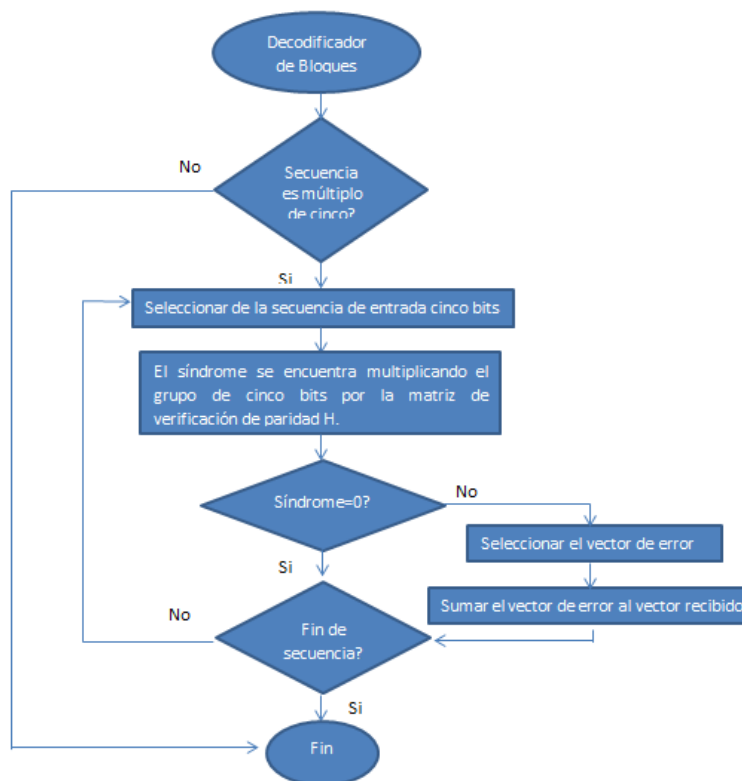 Decodificador
de Bloques
No
Secuencia
es múltiplo
de cinco?
Si
Seleccionar de la secuencia de entrada cinco bits
El síndrome se encuentra multiplicando el
grupo de cinco bits por la matriz de
verificación de paridad H.
Síndrome=0?
No
Seleccionar el vector de error
Si
Sumar el vector de error al vector recibido
No
Fin de
secuencia?
Si
Fin